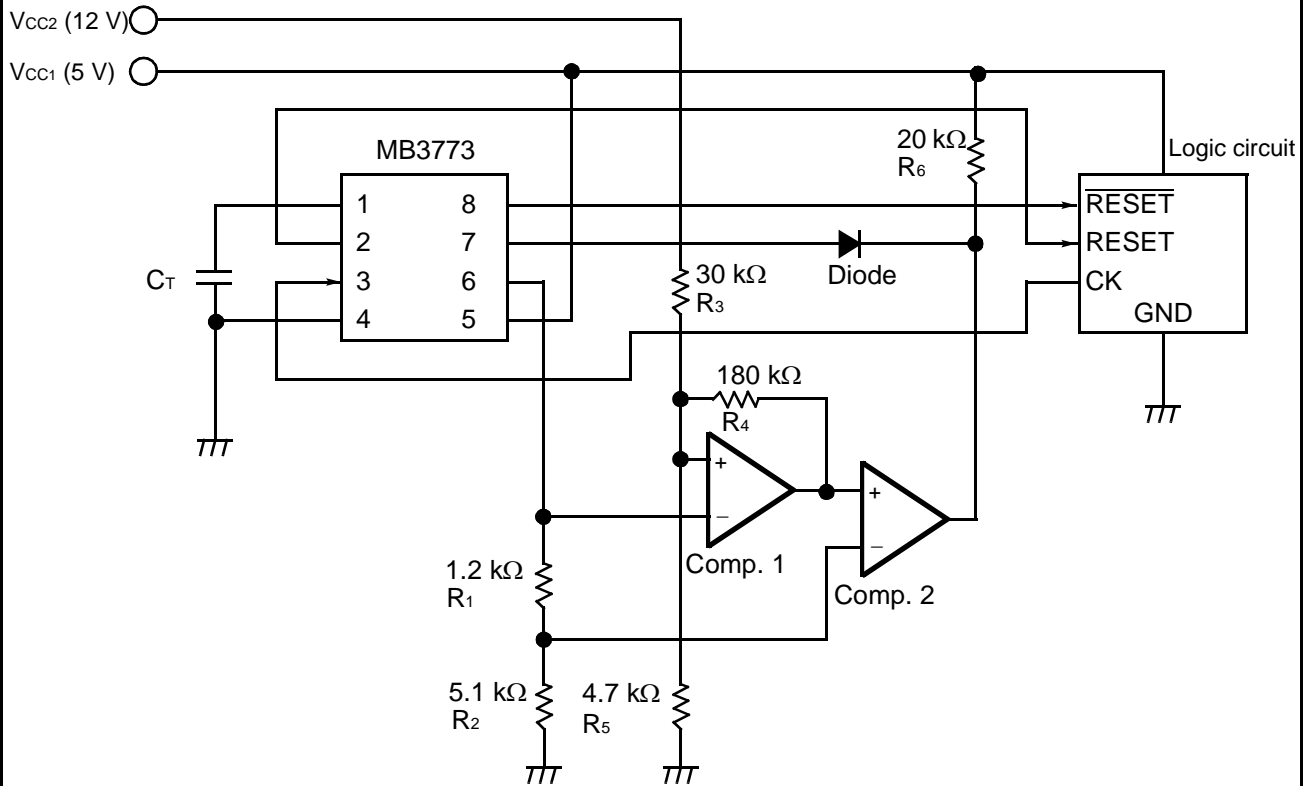 VCC2 (12 V)
VCC1 (5 V)
MB3773
20 kΩ
R6
Logic circuit
1
8
RESET
2
7
RESET
CT
3
6
Diode
30 kΩ
R3
CK
4
5
GND
180 kΩ
R4
+
−
Comp. 1
+
−
Comp. 2
1.2 kΩ
R1
5.1 kΩ
R2
4.7 kΩ
R5